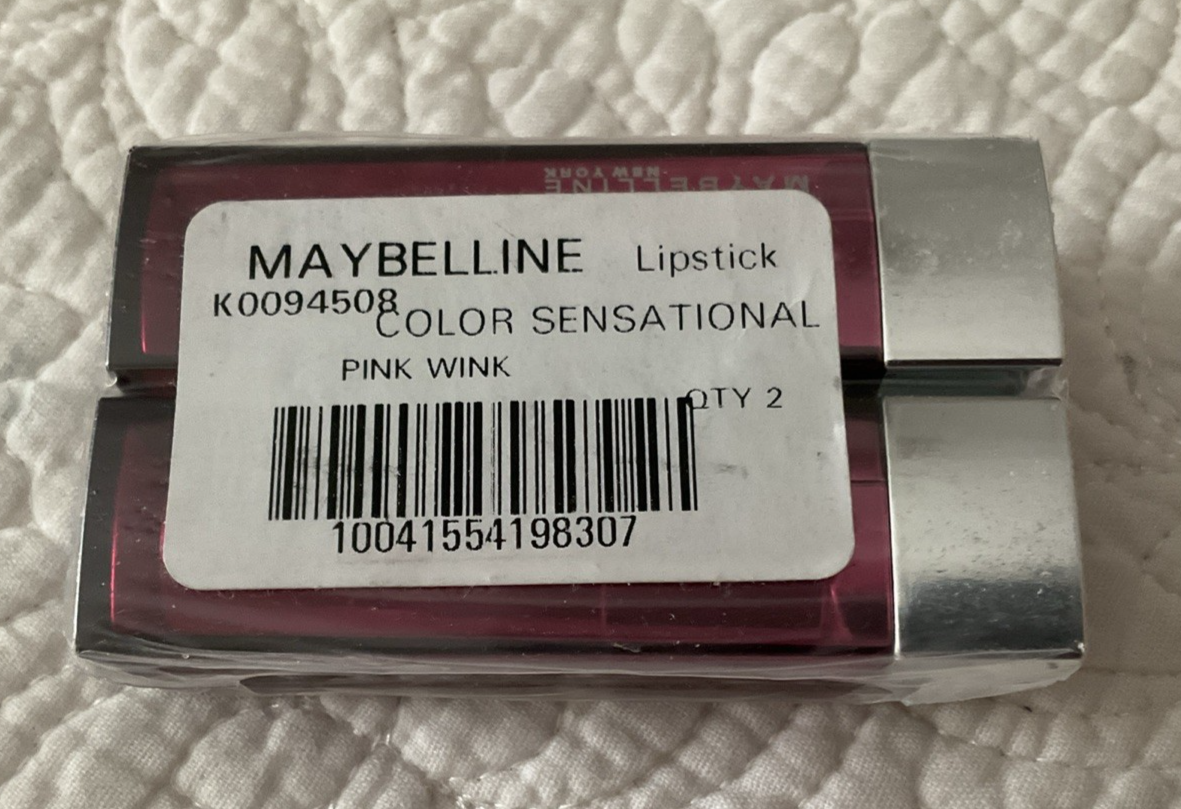 MAYBELLINE
NEW YORK
MAYBELLINE Lipstick
K0094508
COLOR SENSATIONAL
PINK WINK
QTY 2
10041554198307